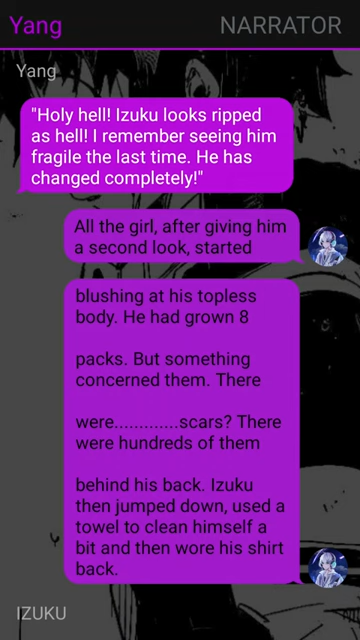 Yang NARRATOR
Yang
"Holy hell! Izuku looks ripped
as hell! I remember seeing him
fragile the last time. He has
changed completely!"
All the girl, after giving him
a second look, started
blushing at his topless
body. He had grown 8
packs. But something
concerned them. There
were.............scars? There
were hundreds of them
behind his back. Izuku
then jumped down, used a
towel to clean himself a
bit and then wore his shirt
back.
IZUKU